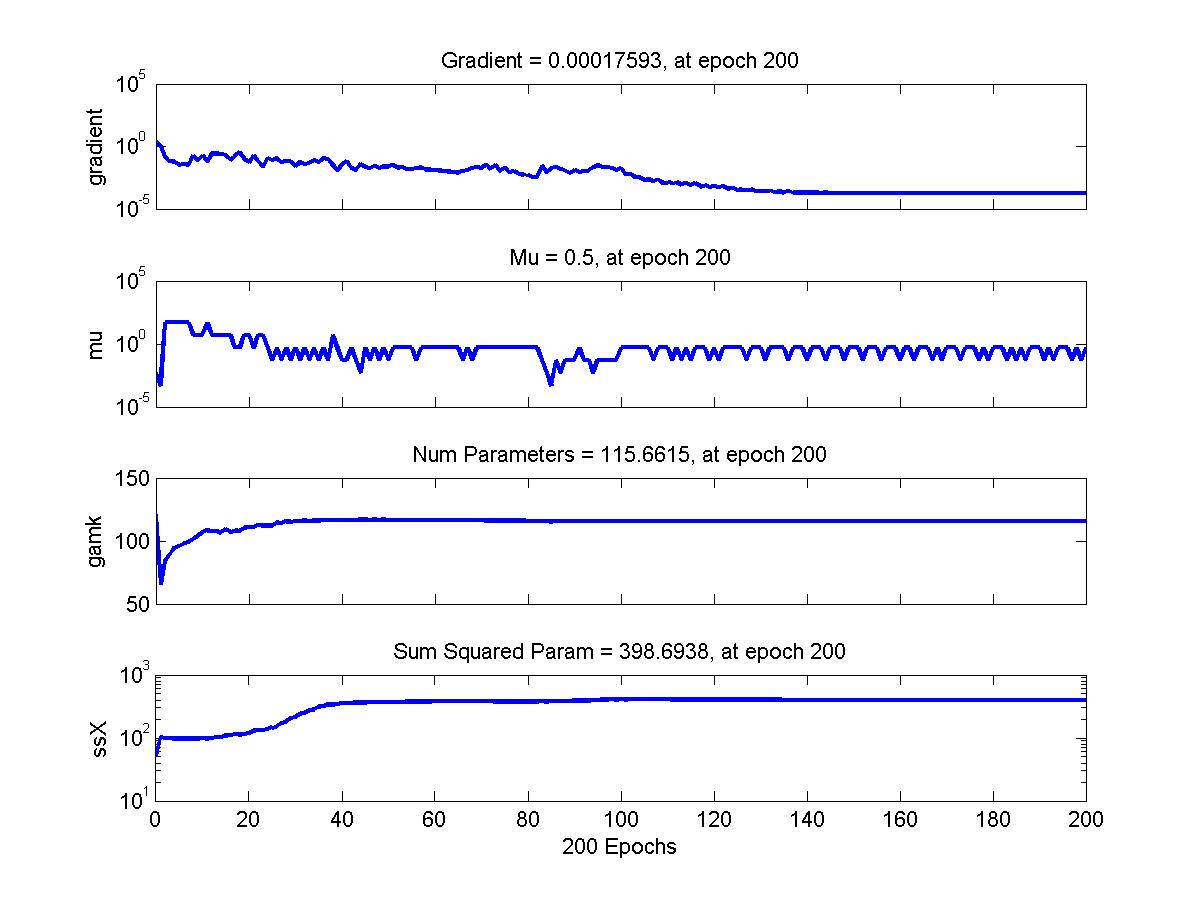 Gradient = 0.00017593, at epoch 200
10^5
10^0
10^-5
gradient
Mu = 0.5, at epoch 200
10^5
10^0
10^-5
mu
Num Parameters = 115.6615, at epoch 200
150
100
50
gamk
Sum Squared Param = 398.6938, at epoch 200
10^3
10^2
10^1
ssX
0 20 40 60 80 100 120 140 160 180 200
200 Epochs